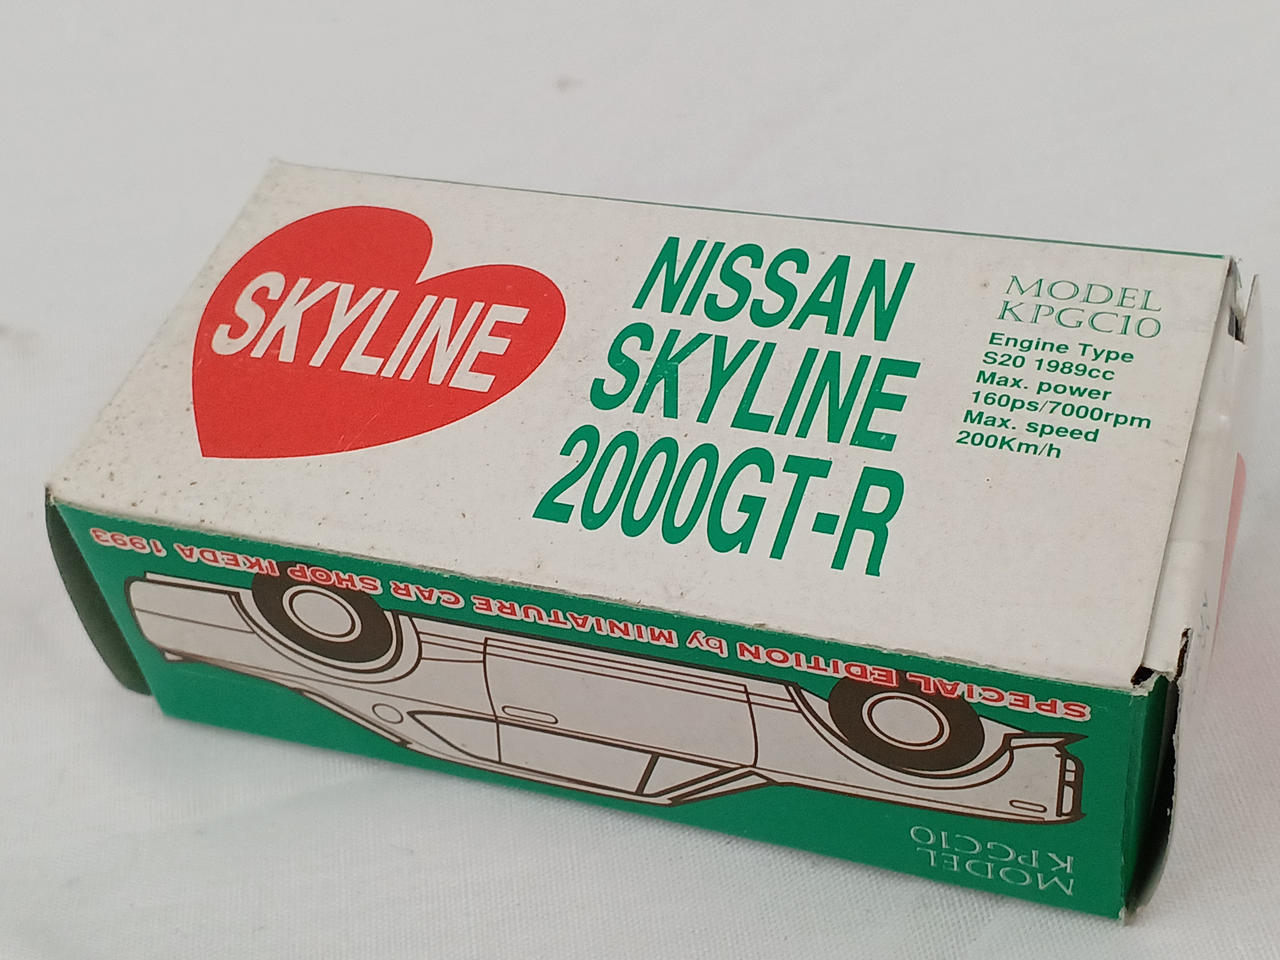 SKYLINE
NISSAN
SKYLINE
2000GT-R
MODEL
KPGC10
Engine Type
S20 1989cc
Max. power
160ps/7000rpm
Max. speed
200Km/h
SPECIAL EDITION by MINIATURE CAR SHOP IKEDA 1993
MODEL
KPGC10